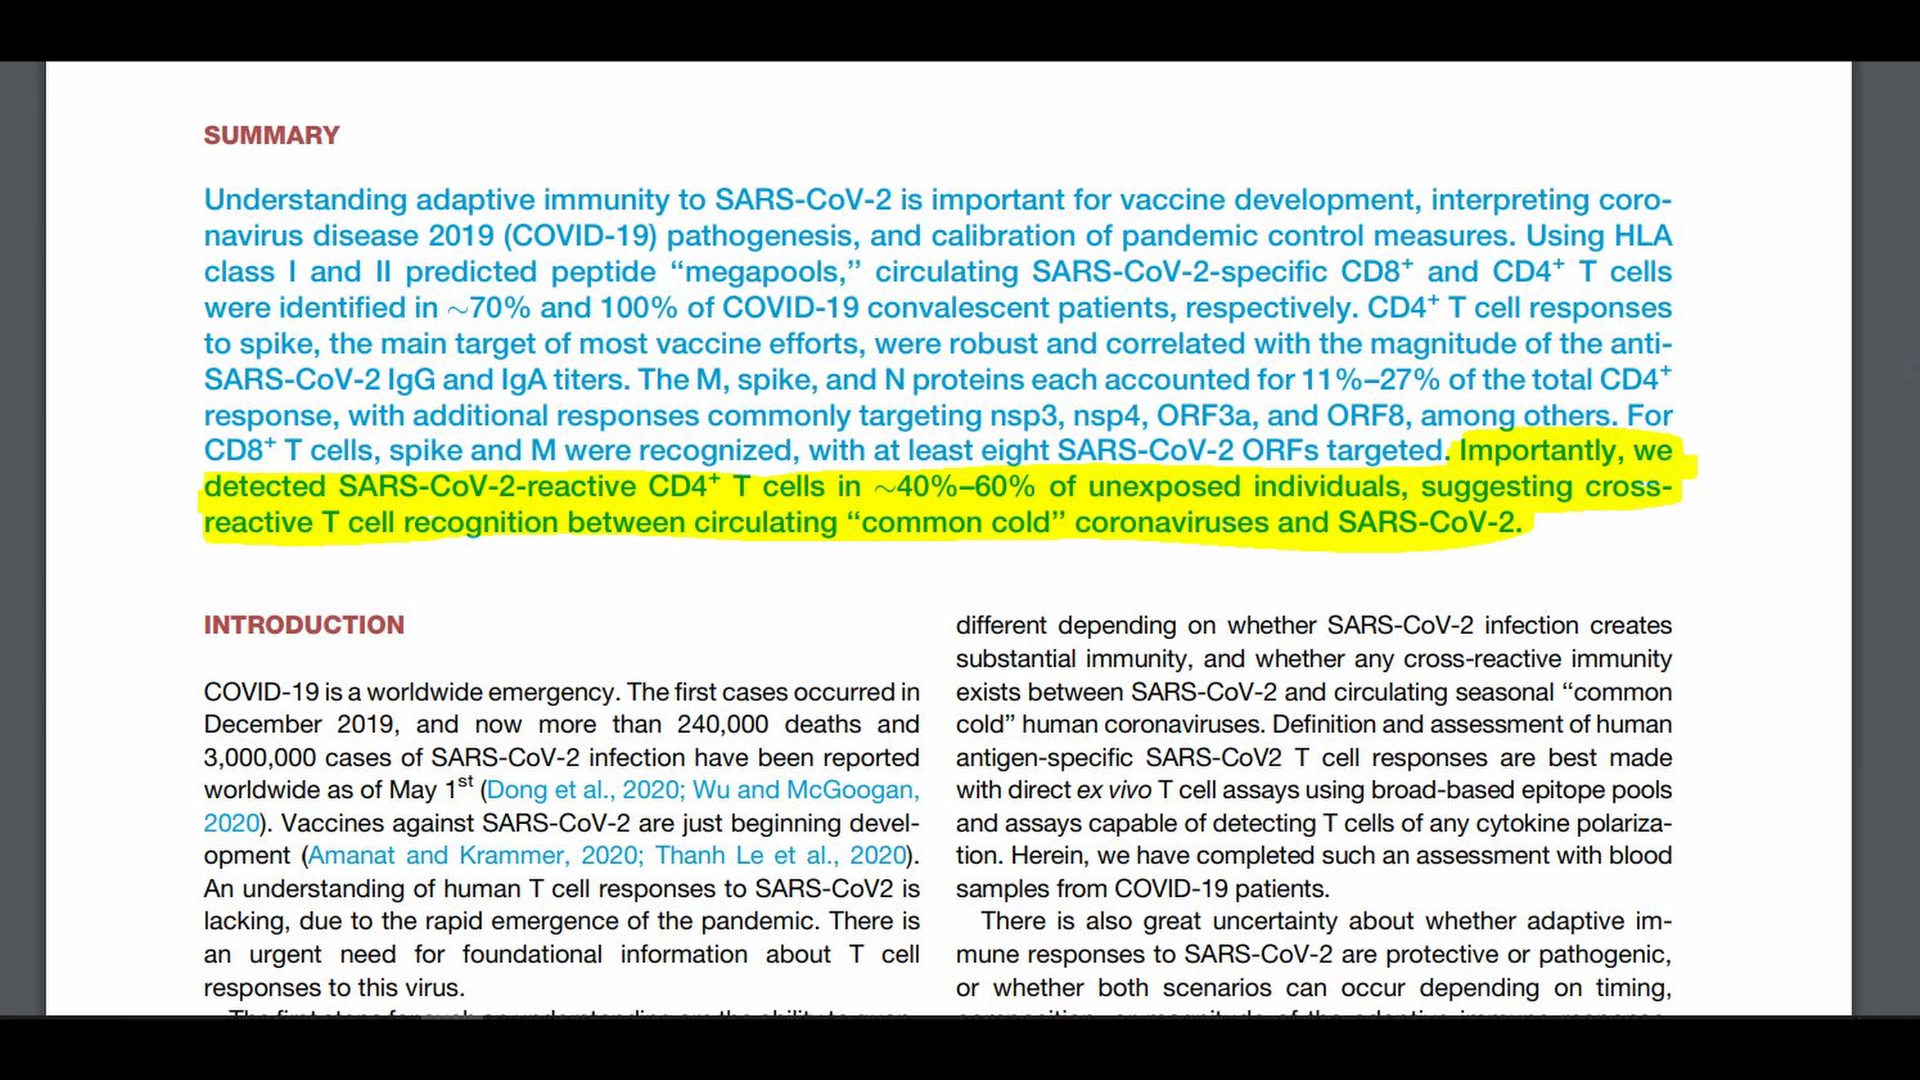 SUMMARY
Understanding adaptive immunity to SARS-CoV-2 is important for vaccine development, interpreting coro-
navirus disease 2019 (COVID-19) pathogenesis, and calibration of pandemic control measures. Using HLA
class I and II predicted peptide “megapools,” circulating SARS-CoV-2-specific CD8⁺ and CD4⁺ T cells
were identified in ~70% and 100% of COVID-19 convalescent patients, respectively. CD4⁺ T cell responses
to spike, the main target of most vaccine efforts, were robust and correlated with the magnitude of the anti-
SARS-CoV-2 IgG and IgA titers. The M, spike, and N proteins each accounted for 11%–27% of the total CD4⁺
response, with additional responses commonly targeting nsp3, nsp4, ORF3a, and ORF8, among others. For
CD8⁺ T cells, spike and M were recognized, with at least eight SARS-CoV-2 ORFs targeted. Importantly, we
detected SARS-CoV-2-reactive CD4⁺ T cells in ~40%–60% of unexposed individuals, suggesting cross-
reactive T cell recognition between circulating “common cold” coronaviruses and SARS-CoV-2.
INTRODUCTION
COVID-19 is a worldwide emergency. The first cases occurred in
December 2019, and now more than 240,000 deaths and
3,000,000 cases of SARS-CoV-2 infection have been reported
worldwide as of May 1ˢᵗ (Dong et al., 2020; Wu and McGoogan,
2020). Vaccines against SARS-CoV-2 are just beginning devel-
opment (Amanat and Krammer, 2020; Thanh Le et al., 2020).
An understanding of human T cell responses to SARS-CoV2 is
lacking, due to the rapid emergence of the pandemic. There is
an urgent need for foundational information about T cell
responses to this virus.
different depending on whether SARS-CoV-2 infection creates
substantial immunity, and whether any cross-reactive immunity
exists between SARS-CoV-2 and circulating seasonal “common
cold” human coronaviruses. Definition and assessment of human
antigen-specific SARS-CoV2 T cell responses are best made
with direct ex vivo T cell assays using broad-based epitope pools
and assays capable of detecting T cells of any cytokine polariza-
tion. Herein, we have completed such an assessment with blood
samples from COVID-19 patients.
There is also great uncertainty about whether adaptive im-
mune responses to SARS-CoV-2 are protective or pathogenic,
or whether both scenarios can occur depending on timing,